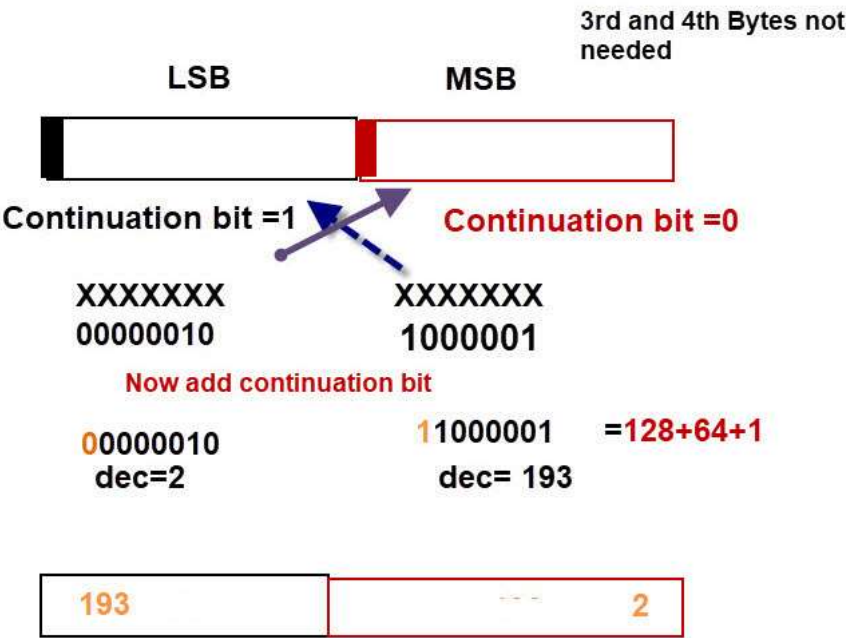 3rd and 4th Bytes not
needed
LSB MSB
Continuation bit =1 Continuation bit =0
XXXXXXX XXXXXXX
00000010 1000001
Now add continuation bit
00000010 11000001 =128+64+1
dec=2 dec= 193
193 2